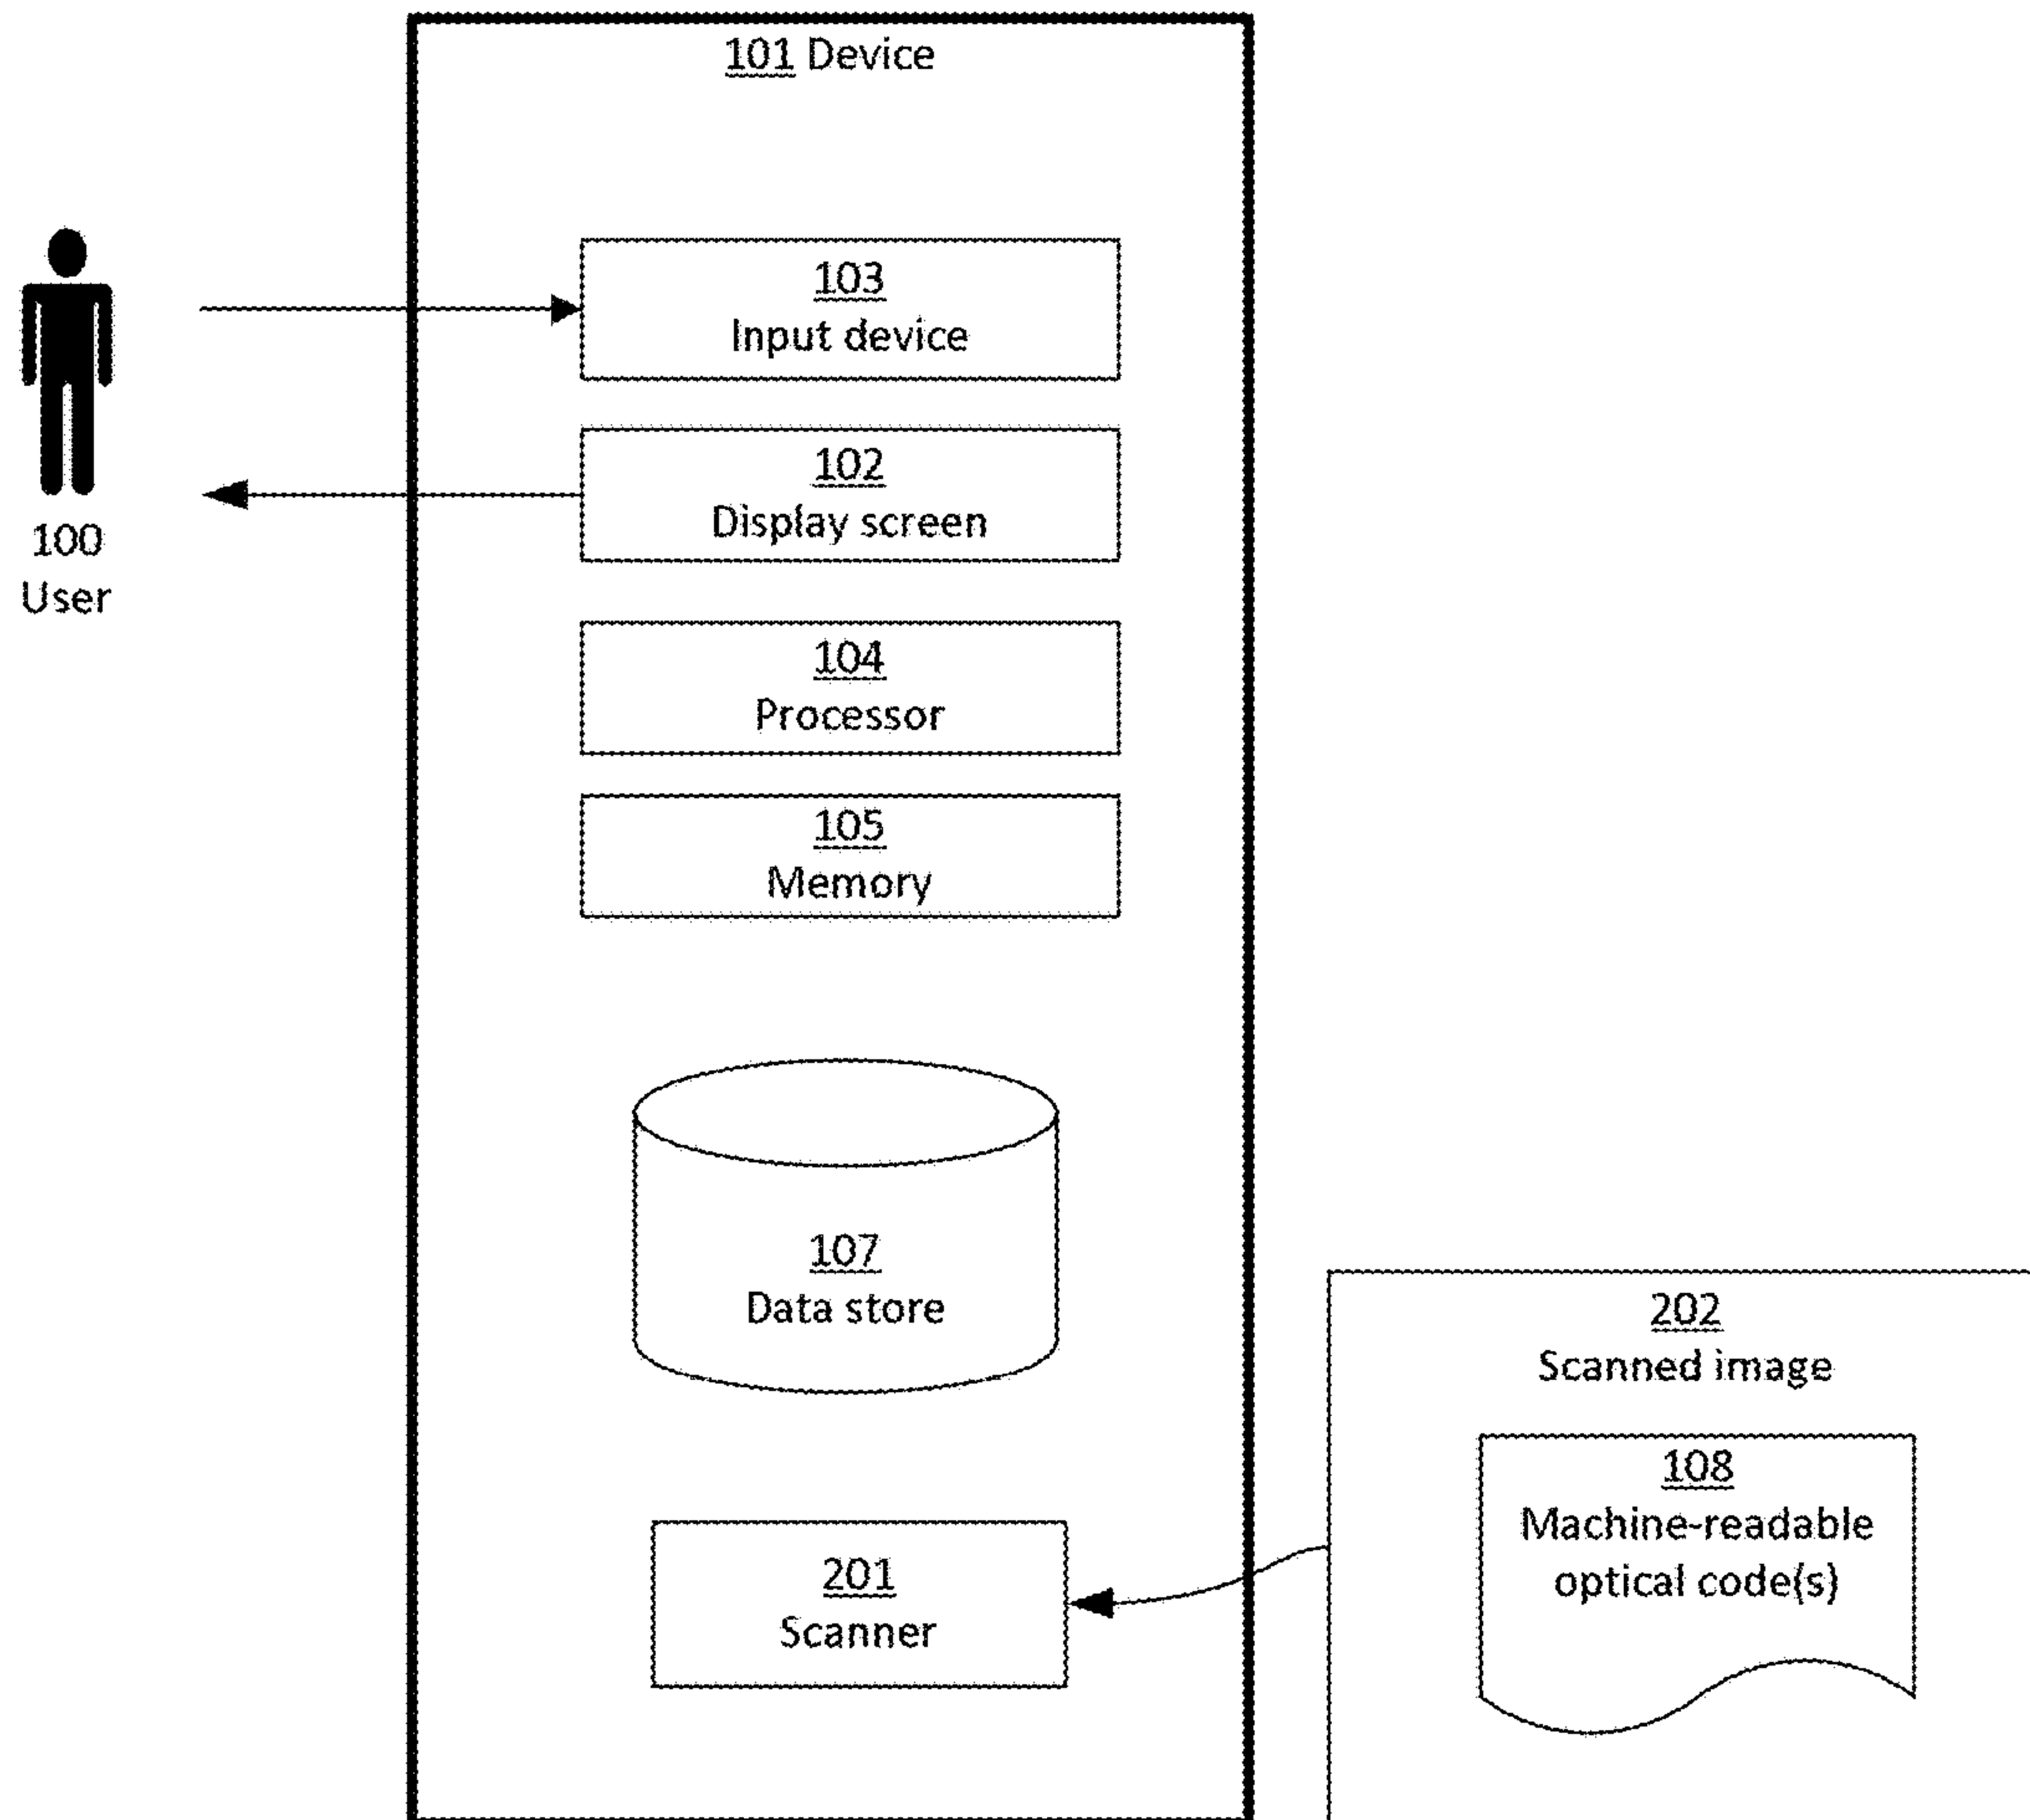 101 Device
103
Input device
102
Display screen
100
User
104
Processor
105
Memory
107
Data store
202
Scanned image
108
Machine-readable
optical code(s)
201
Scanner